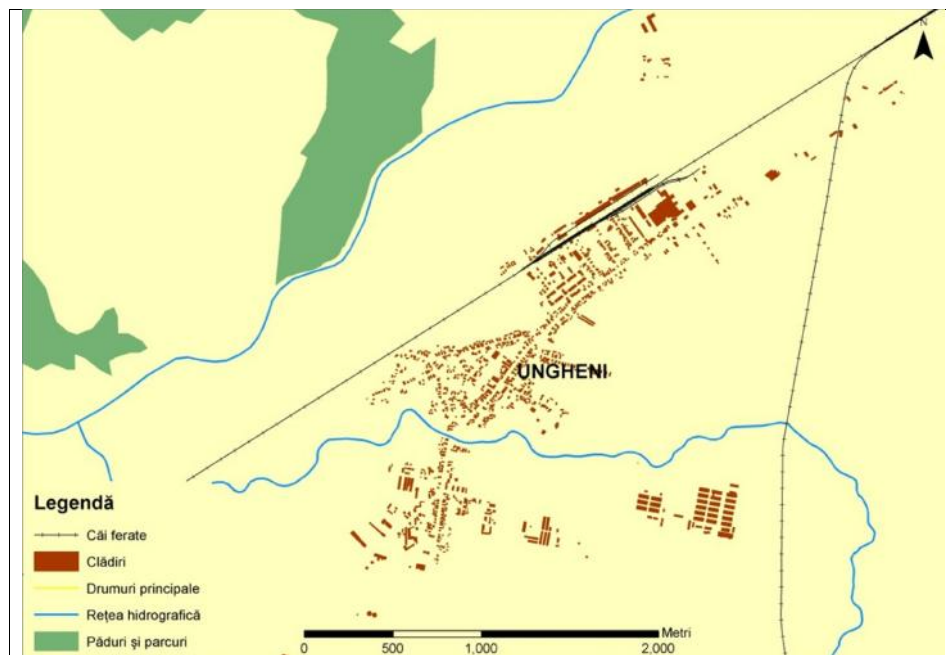 N
UNGHENI
Legendă
Căi ferate
Clădiri
Drumuri principale
Rețea hidrografică
Păduri și parcuri
Metri
0 500 1,000 2,000